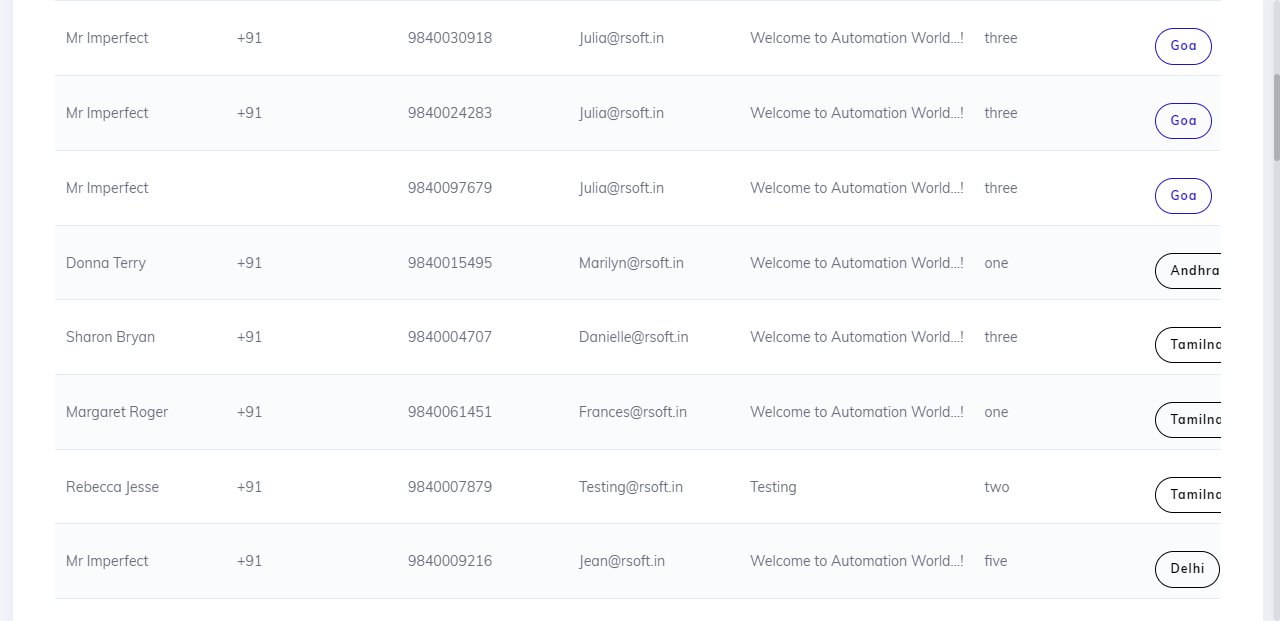 Mr Imperfect +91 9840030918 Julia@rsoft.in Welcome to Automation World...! three Goa
Mr Imperfect +91 9840024283 Julia@rsoft.in Welcome to Automation World...! three Goa
Mr Imperfect 9840097679 Julia@rsoft.in Welcome to Automation World...! three Goa
Donna Terry +91 9840015495 Marilyn@rsoft.in Welcome to Automation World...! one Andhra
Sharon Bryan +91 9840004707 Danielle@rsoft.in Welcome to Automation World...! three Tamilna
Margaret Roger +91 9840061451 Frances@rsoft.in Welcome to Automation World...! one Tamilna
Rebecca Jesse +91 9840007879 Testing@rsoft.in Testing two Tamilna
Mr Imperfect +91 9840009216 Jean@rsoft.in Welcome to Automation World...! five Delhi